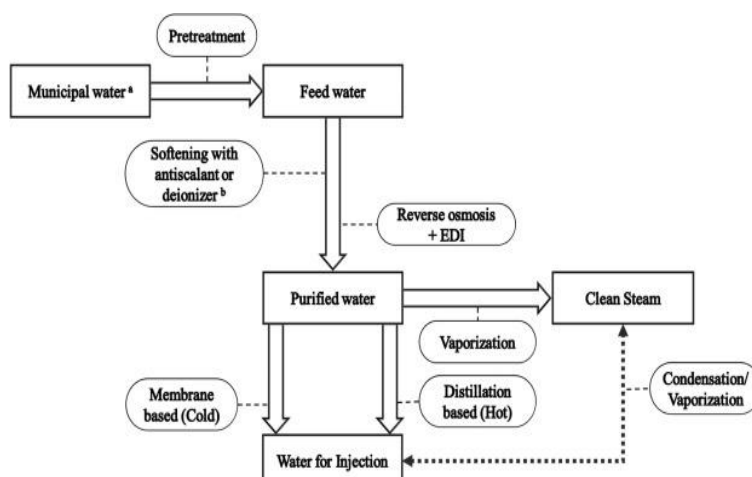 Pretreatment
Municipal water ª
Feed water
Softening with
antiscalant or
deionizer ᵇ
Reverse osmosis
+ EDI
Purified water
Clean Steam
Vaporization
Membrane
based (Cold)
Distillation
based (Hot)
Condensation/
Vaporization
Water for Injection